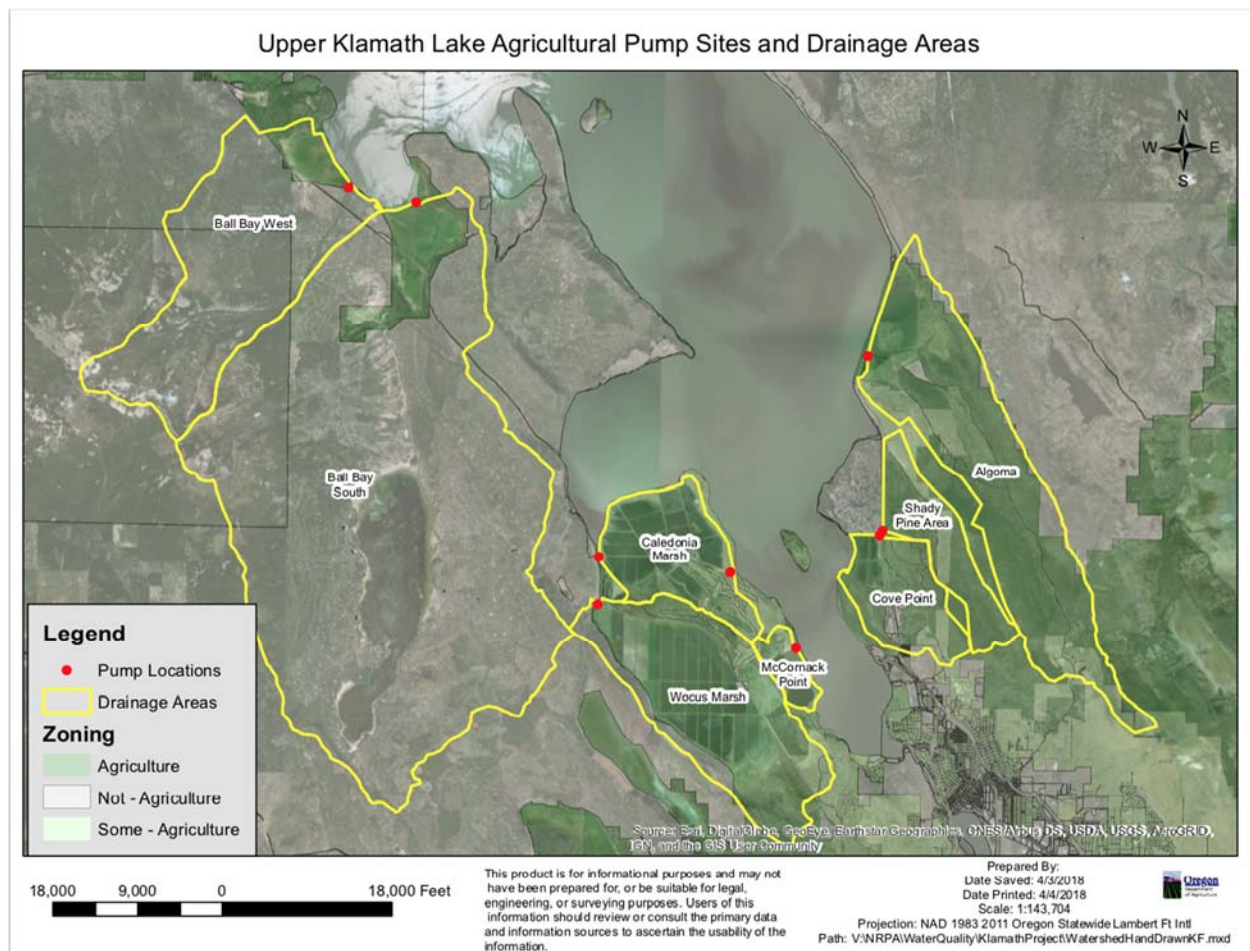 Upper Klamath Lake Agricultural Pump Sites and Drainage Areas
N
W E
S
Ball Bay West
Ball Bay
South
Algoma
Shady
Pine Area
Caledonia
Marsh
Cove Point
McCornack
Point
Wocus Marsh
Legend
Pump Locations
Drainage Areas
Zoning
Agriculture
Not - Agriculture
Some - Agriculture
Source: Esri, DigitalGlobe, GeoEye, Earthstar Geographics, CNES/Airbus DS, USDA, USGS, AeroGRID,
IGN, and the GIS User Community
18,000 9,000 0 18,000 Feet
This product is for informational purposes and may not
have been prepared for, or be suitable for legal,
engineering, or surveying purposes. Users of this
information should review or consult the primary data
and information sources to ascertain the usability of the
information.
Prepared By:
Date Saved: 4/3/2018
Date Printed: 4/4/2018
Scale: 1:143,704
Projection: NAD 1983 2011 Oregon Statewide Lambert Ft Intl
Path: V:\NRPA\WaterQuality\KlamathProject\WatershedHandDrawnKF.mxd
Oregon
Department
of Agriculture